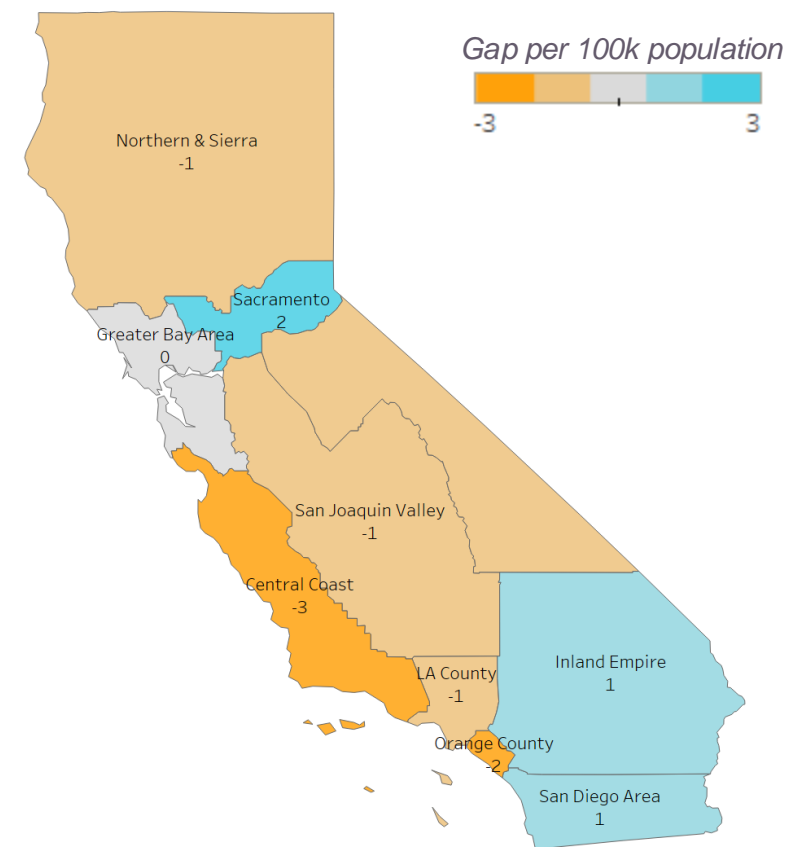 Gap per 100k population
-3 3
Northern & Sierra
-1
Sacramento
2
Greater Bay Area
0
San Joaquin Valley
-1
Central Coast
-3
Inland Empire
1
LA County
-1
Orange County
-2
San Diego Area
1